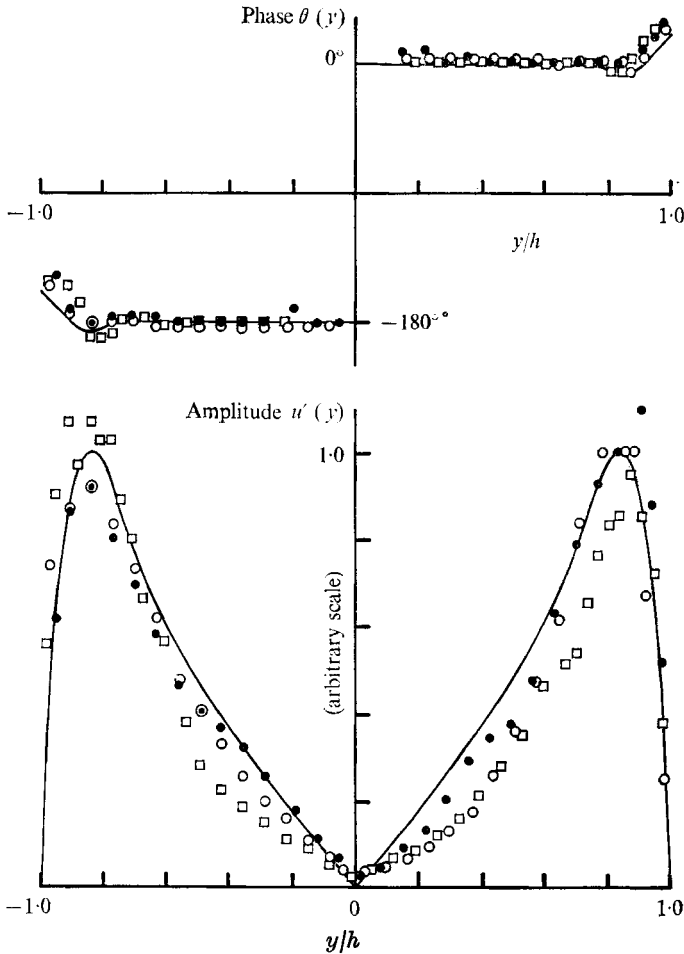 Phase θ (y)
0°
−1·0
1·0
y/h
−180°
Amplitude u′ (y)
1·0
(arbitrary scale)
−1·0
0
1·0
y/h